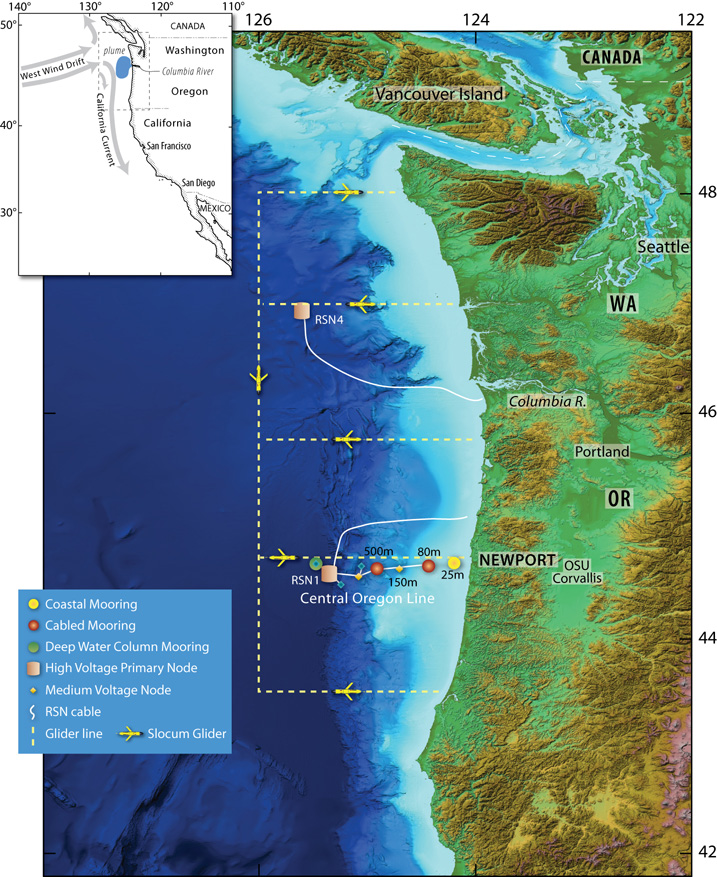 140°
130°
120°
110°
50°
40°
30°
CANADA
Washington
plume
Columbia River
West Wind Drift
Oregon
California Current
California
San Francisco
San Diego
MEXICO
126
124
122
48
46
44
42
CANADA
Vancouver Island
Seattle
WA
RSN4
Columbia R.
Portland
OR
500m
80m
NEWPORT
RSN1
150m
25m
OSU
Corvallis
Central Oregon Line
Coastal Mooring
Cabled Mooring
Deep Water Column Mooring
High Voltage Primary Node
Medium Voltage Node
RSN cable
Glider line
Slocum Glider